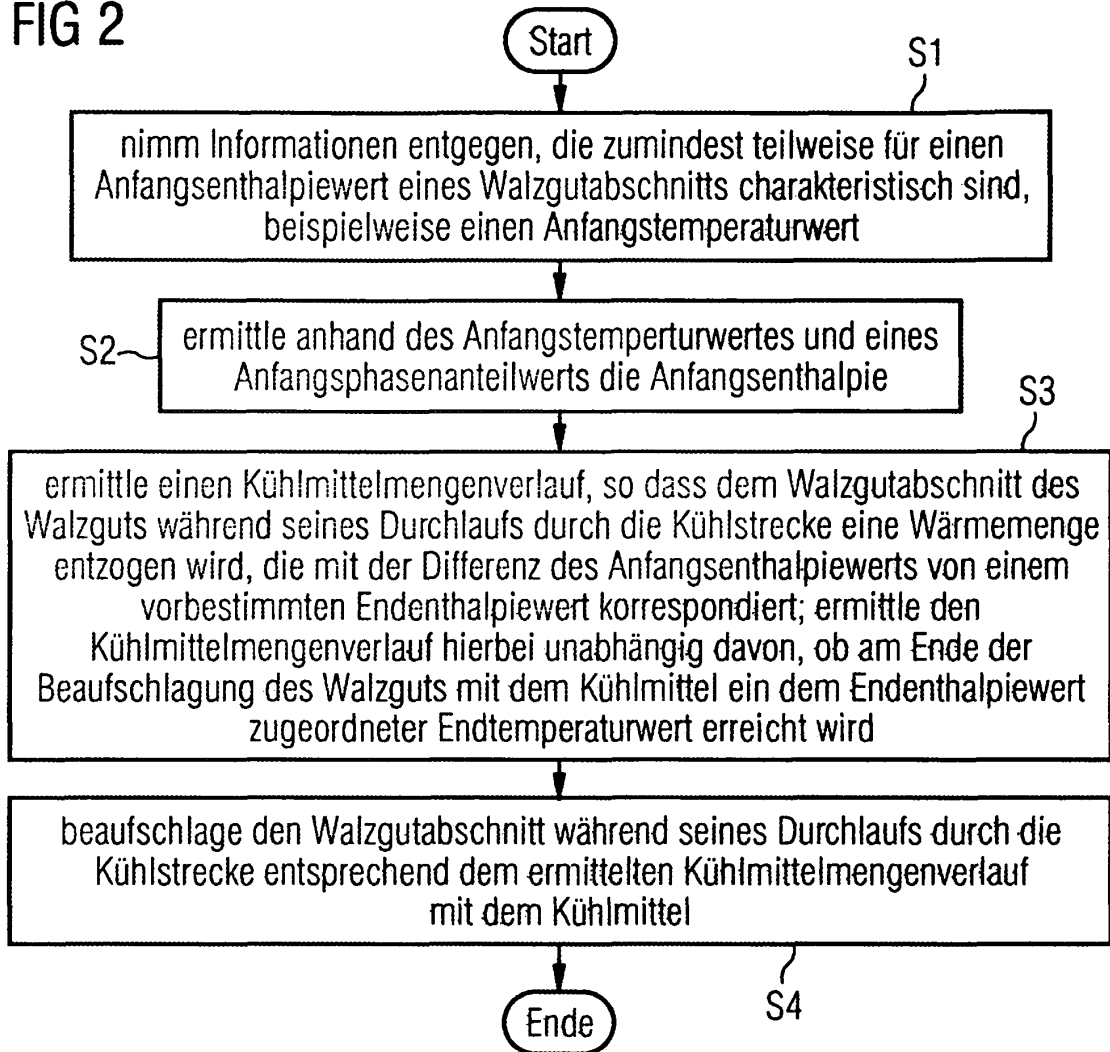 FIG 2
Start
S1
nimm Informationen entgegen, die zumindest teilweise für einen
Anfangsenthalpiewert eines Walzgutabschnitts charakteristisch sind,
beispielweise einen Anfangstemperaturwert
S2
ermittle anhand des Anfangstemperturwertes und eines
Anfangsphasenanteilwerts die Anfangsenthalpie
S3
ermittle einen Kühlmittelmengenverlauf, so dass dem Walzgutabschnitt des
Walzguts während seines Durchlaufs durch die Kühlstrecke eine Wärmemenge
entzogen wird, die mit der Differenz des Anfangsenthalpiewerts von einem
vorbestimmten Endenthalpiewert korrespondiert; ermittle den
Kühlmittelmengenverlauf hierbei unabhängig davon, ob am Ende der
Beaufschlagung des Walzguts mit dem Kühlmittel ein dem Endenthalpiewert
zugeordneter Endtemperaturwert erreicht wird
beaufschlage den Walzgutabschnitt während seines Durchlaufs durch die
Kühlstrecke entsprechend dem ermittelten Kühlmittelmengenverlauf
mit dem Kühlmittel
S4
Ende